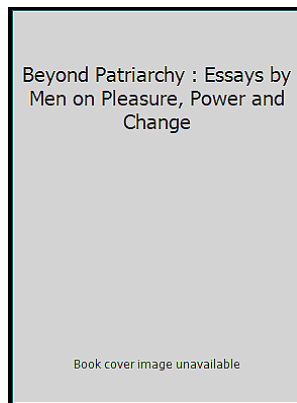 Beyond Patriarchy : Essays by
Men on Pleasure, Power and
Change
Book cover image unavailable